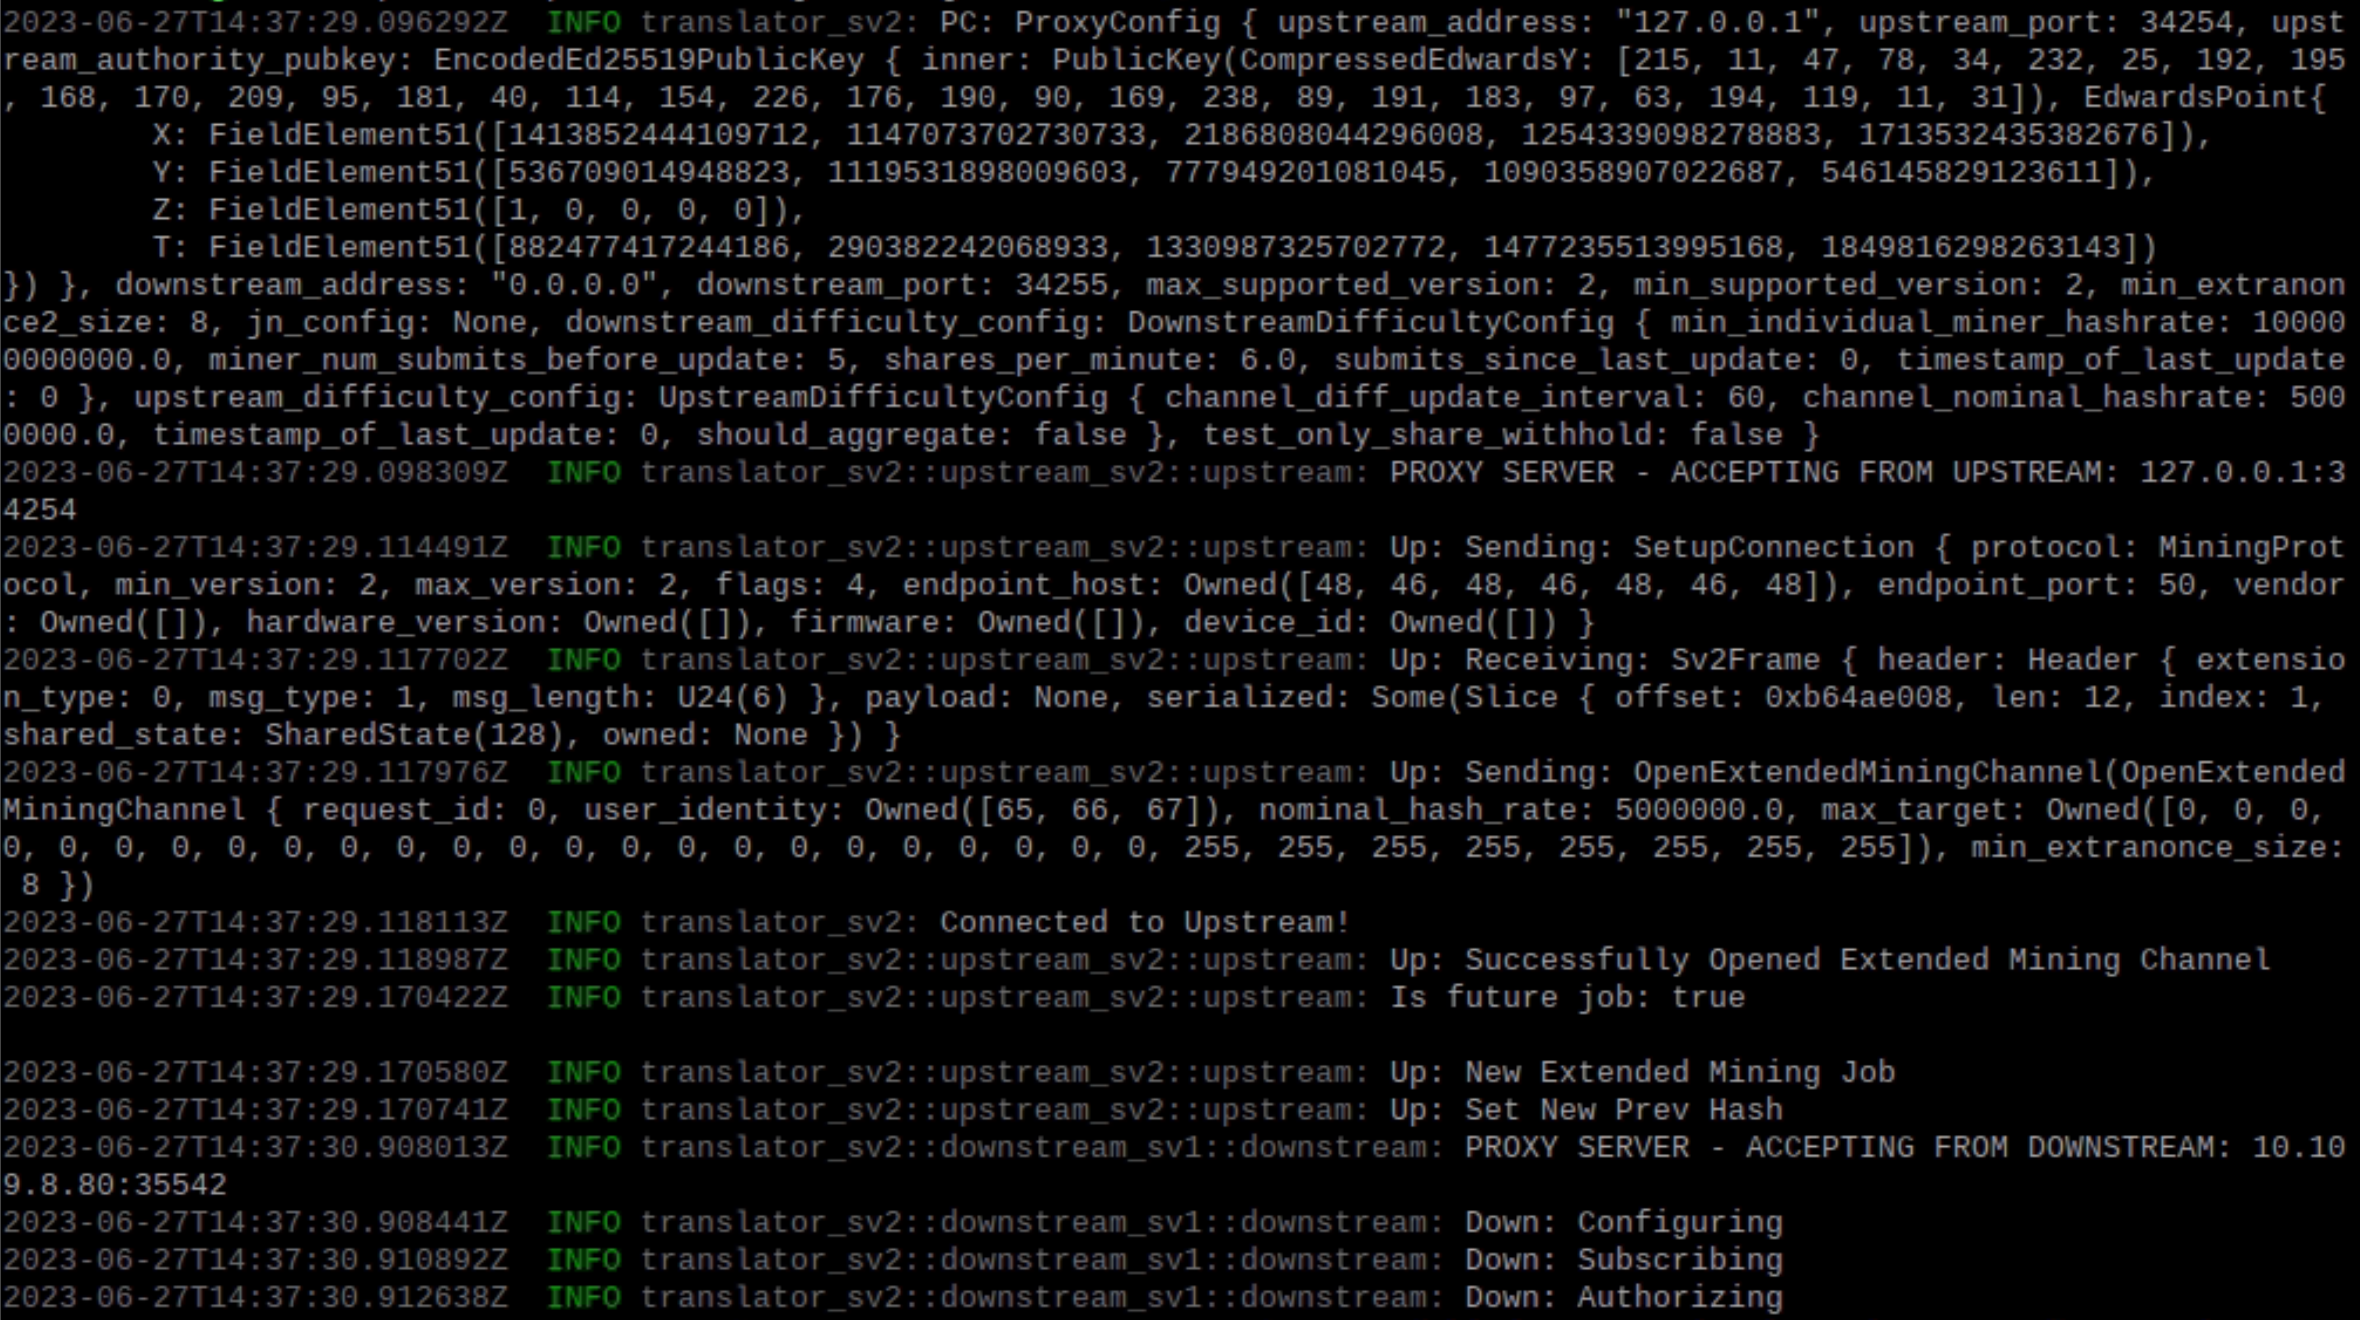 2023-06-27T14:37:29.096292Z  INFO translator_sv2: PC: ProxyConfig { upstream_address: "127.0.0.1", upstream_port: 34254, upst
ream_authority_pubkey: EncodedEd25519PublicKey { inner: PublicKey(CompressedEdwardsY: [215, 11, 47, 78, 34, 232, 25, 192, 195
, 168, 170, 209, 95, 181, 40, 114, 154, 226, 176, 190, 90, 169, 238, 89, 191, 183, 97, 63, 194, 119, 11, 31]), EdwardsPoint{
        X: FieldElement51([1413852444109712, 1147073702730733, 2186808044296008, 1254339098278883, 1713532435382676]),
        Y: FieldElement51([536709014948823, 1119531898009603, 777949201081045, 1090358907022687, 546145829123611]),
        Z: FieldElement51([1, 0, 0, 0, 0]),
        T: FieldElement51([882477417244186, 290382242068933, 1330987325702772, 1477235513995168, 1849816298263143])
}) }, downstream_address: "0.0.0.0", downstream_port: 34255, max_supported_version: 2, min_supported_version: 2, min_extranon
ce2_size: 8, jn_config: None, downstream_difficulty_config: DownstreamDifficultyConfig { min_individual_miner_hashrate: 10000
0000000.0, miner_num_submits_before_update: 5, shares_per_minute: 6.0, submits_since_last_update: 0, timestamp_of_last_update
: 0 }, upstream_difficulty_config: UpstreamDifficultyConfig { channel_diff_update_interval: 60, channel_nominal_hashrate: 500
0000.0, timestamp_of_last_update: 0, should_aggregate: false }, test_only_share_withhold: false }
2023-06-27T14:37:29.098309Z  INFO translator_sv2::upstream_sv2::upstream: PROXY SERVER - ACCEPTING FROM UPSTREAM: 127.0.0.1:3
4254
2023-06-27T14:37:29.114491Z  INFO translator_sv2::upstream_sv2::upstream: Up: Sending: SetupConnection { protocol: MiningProt
ocol, min_version: 2, max_version: 2, flags: 4, endpoint_host: Owned([48, 46, 48, 46, 48, 46, 48]), endpoint_port: 50, vendor
: Owned([]), hardware_version: Owned([]), firmware: Owned([]), device_id: Owned([]) }
2023-06-27T14:37:29.117702Z  INFO translator_sv2::upstream_sv2::upstream: Up: Receiving: Sv2Frame { header: Header { extensio
n_type: 0, msg_type: 1, msg_length: U24(6) }, payload: None, serialized: Some(Slice { offset: 0xb64ae008, len: 12, index: 1,
shared_state: SharedState(128), owned: None }) }
2023-06-27T14:37:29.117976Z  INFO translator_sv2::upstream_sv2::upstream: Up: Sending: OpenExtendedMiningChannel(OpenExtended
MiningChannel { request_id: 0, user_identity: Owned([65, 66, 67]), nominal_hash_rate: 5000000.0, max_target: Owned([0, 0, 0,
0, 0, 0, 0, 0, 0, 0, 0, 0, 0, 0, 0, 0, 0, 0, 0, 0, 0, 0, 0, 0, 255, 255, 255, 255, 255, 255, 255, 255]), min_extranonce_size:
 8 })
2023-06-27T14:37:29.118113Z  INFO translator_sv2: Connected to Upstream!
2023-06-27T14:37:29.118987Z  INFO translator_sv2::upstream_sv2::upstream: Up: Successfully Opened Extended Mining Channel
2023-06-27T14:37:29.170422Z  INFO translator_sv2::upstream_sv2::upstream: Is future job: true
2023-06-27T14:37:29.170580Z  INFO translator_sv2::upstream_sv2::upstream: Up: New Extended Mining Job
2023-06-27T14:37:29.170741Z  INFO translator_sv2::upstream_sv2::upstream: Up: Set New Prev Hash
2023-06-27T14:37:30.908013Z  INFO translator_sv2::downstream_sv1::downstream: PROXY SERVER - ACCEPTING FROM DOWNSTREAM: 10.10
9.8.80:35542
2023-06-27T14:37:30.908441Z  INFO translator_sv2::downstream_sv1::downstream: Down: Configuring
2023-06-27T14:37:30.910892Z  INFO translator_sv2::downstream_sv1::downstream: Down: Subscribing
2023-06-27T14:37:30.912638Z  INFO translator_sv2::downstream_sv1::downstream: Down: Authorizing